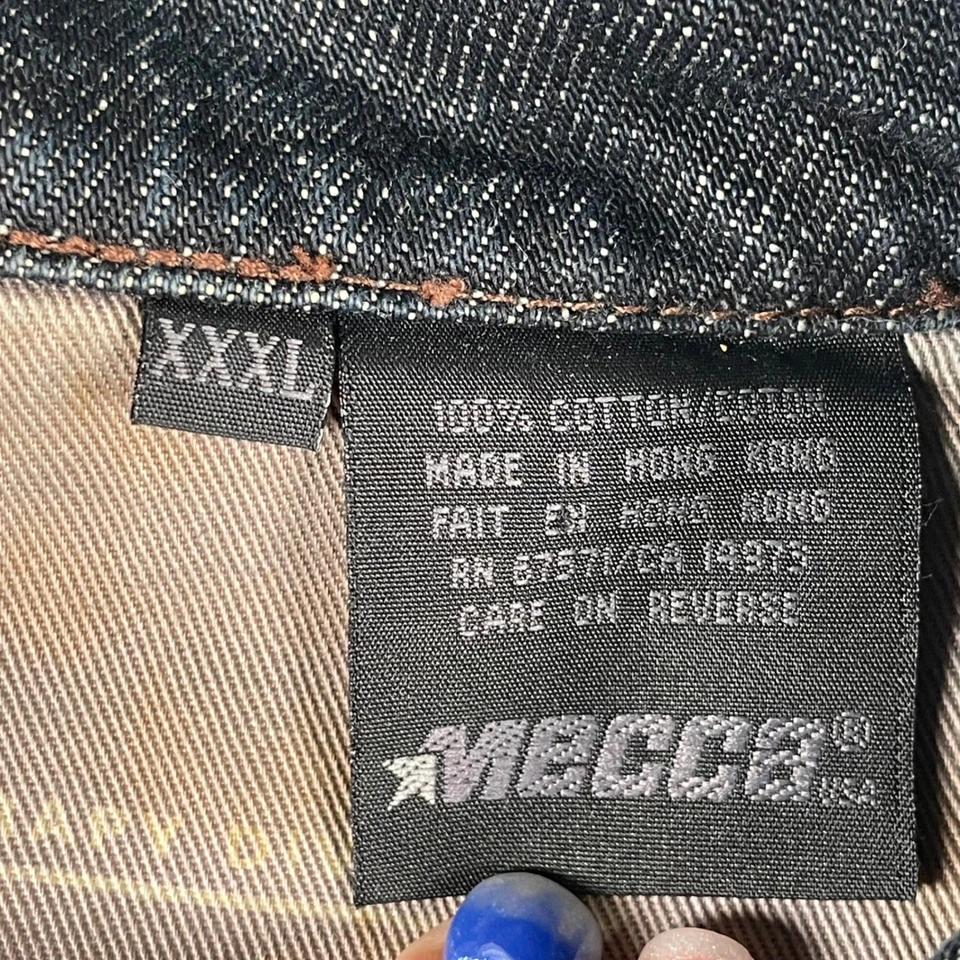 XXXL
100% COTTON/COTON
MADE IN HONG KONG
FAIT EN HONG KONG
RN 67571/CA 14973
CARE ON REVERSE
MECCA®
USA